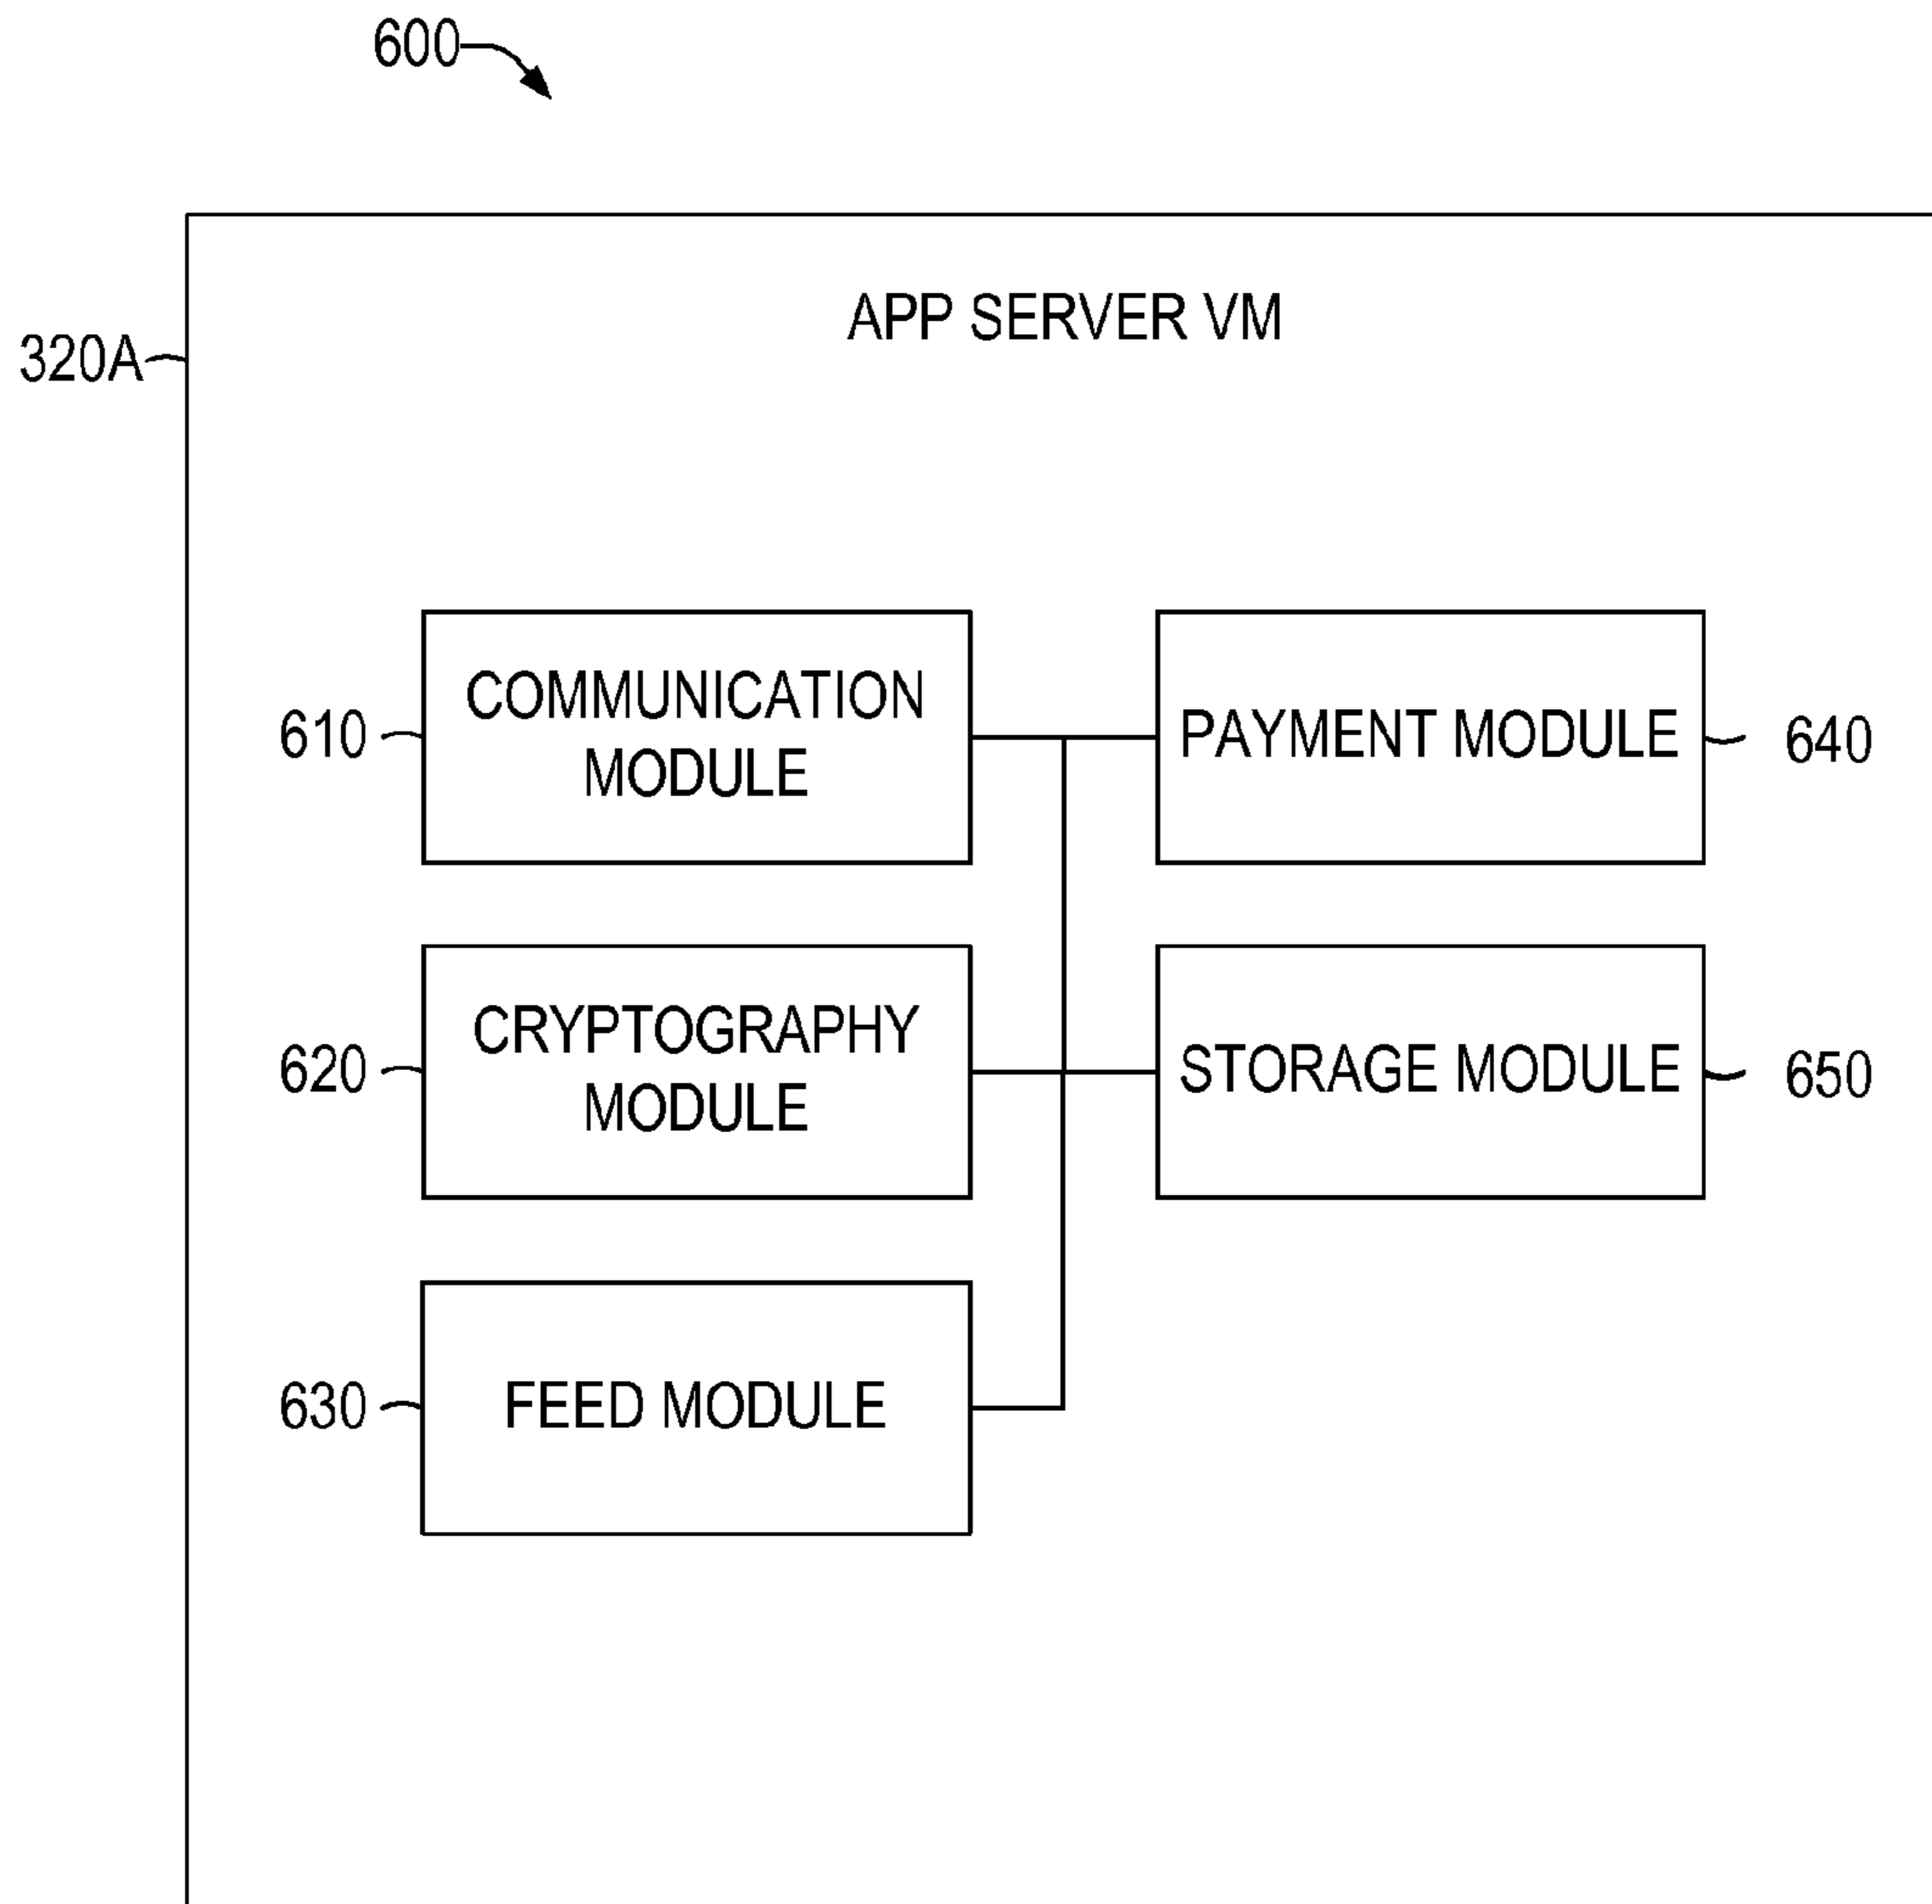 600
APP SERVER VM
320A
COMMUNICATION
MODULE
610
PAYMENT MODULE
640
CRYPTOGRAPHY
MODULE
620
STORAGE MODULE
650
FEED MODULE
630